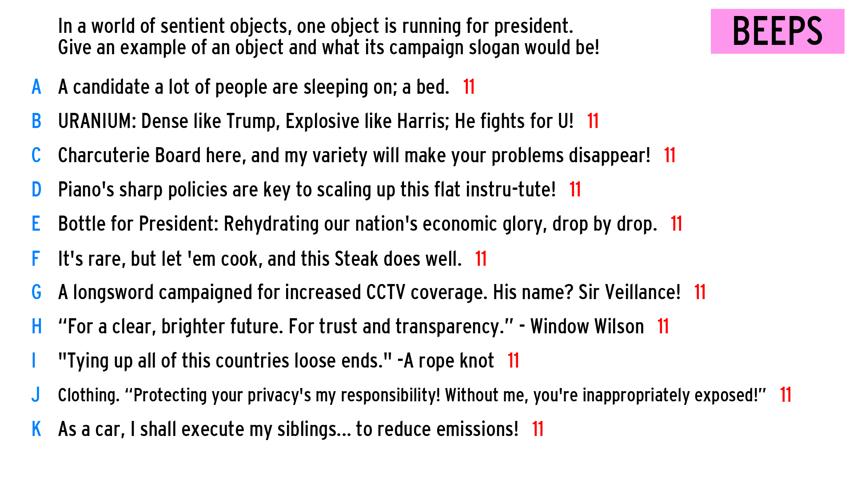 In a world of sentient objects, one object is running for president.
Give an example of an object and what its campaign slogan would be!
BEEPS
A A candidate a lot of people are sleeping on; a bed. 11
B URANIUM: Dense like Trump, Explosive like Harris; He fights for U! 11
C Charcuterie Board here, and my variety will make your problems disappear! 11
D Piano's sharp policies are key to scaling up this flat instru-tute! 11
E Bottle for President: Rehydrating our nation's economic glory, drop by drop. 11
F It's rare, but let 'em cook, and this Steak does well. 11
G A longsword campaigned for increased CCTV coverage. His name? Sir Veillance! 11
H “For a clear, brighter future. For trust and transparency.” - Window Wilson 11
I "Tying up all of this countries loose ends." -A rope knot 11
J Clothing. “Protecting your privacy's my responsibility! Without me, you're inappropriately exposed!” 11
K As a car, I shall execute my siblings... to reduce emissions! 11